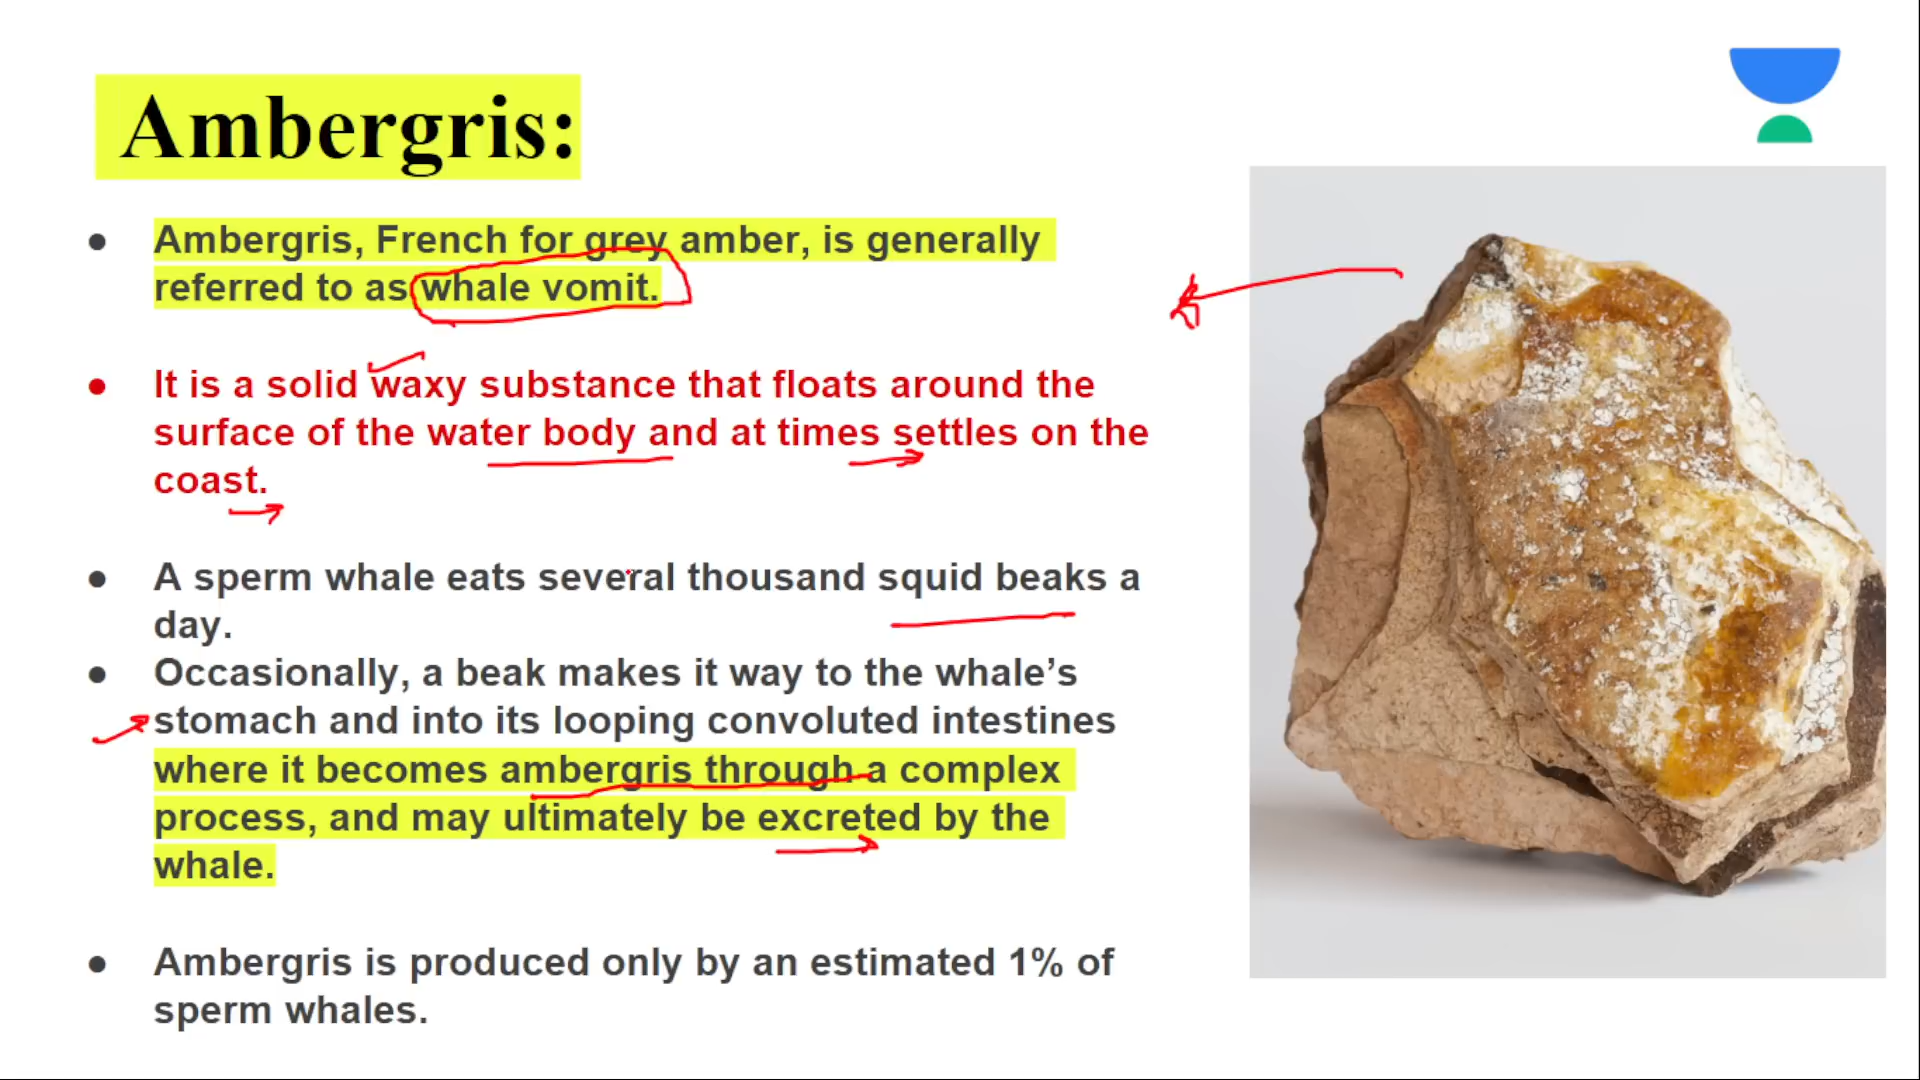 Ambergris:
Ambergris, French for grey amber, is generally
referred to as whale vomit.
It is a solid waxy substance that floats around the
surface of the water body and at times settles on the
coast.
A sperm whale eats several thousand squid beaks a
day.
Occasionally, a beak makes it way to the whale’s
stomach and into its looping convoluted intestines
where it becomes ambergris through a complex
process, and may ultimately be excreted by the
whale.
Ambergris is produced only by an estimated 1% of
sperm whales.